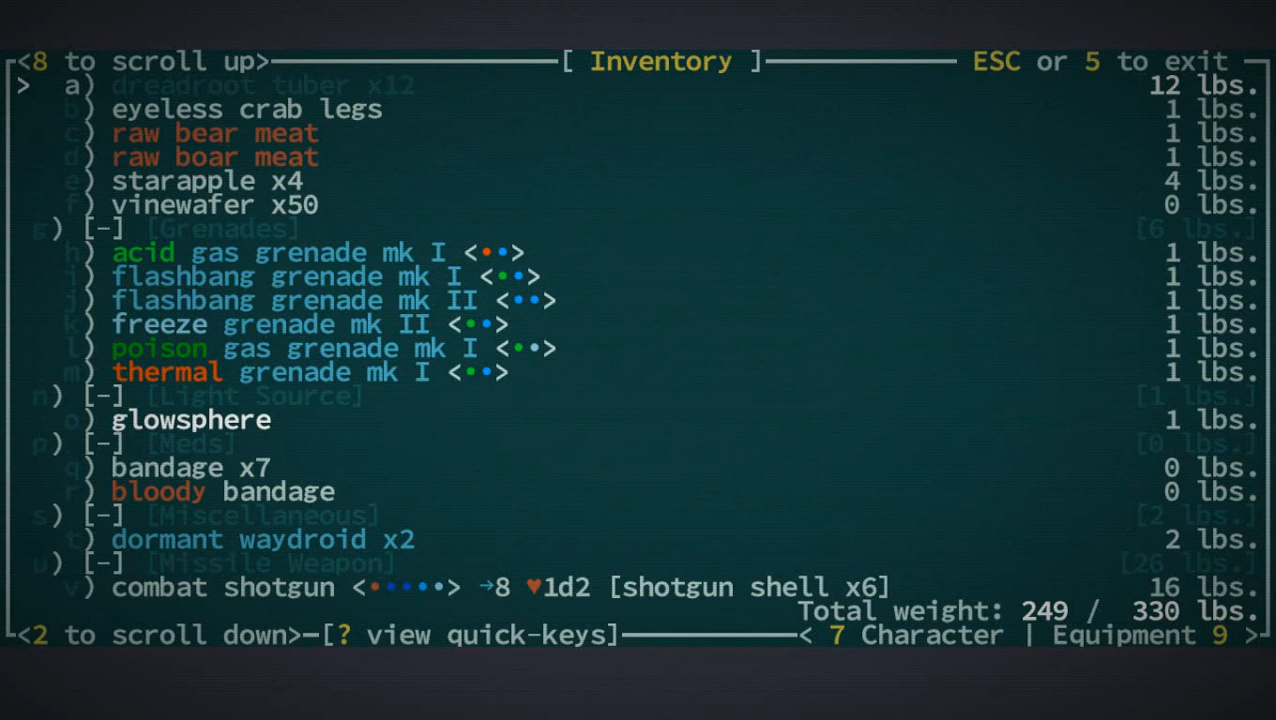 <8 to scroll up> [ Inventory ] ESC or 5 to exit
> a) dreadroot tuber x12 12 lbs.
b) eyeless crab legs 1 lbs.
c) raw bear meat 1 lbs.
d) raw boar meat 1 lbs.
e) starapple x4 4 lbs.
f) vinewafer x50 0 lbs.
g) [-] [Grenades] [6 lbs.]
h) acid gas grenade mk I <••> 1 lbs.
i) flashbang grenade mk I <••> 1 lbs.
j) flashbang grenade mk II <••> 1 lbs.
k) freeze grenade mk II <••> 1 lbs.
l) poison gas grenade mk I <••> 1 lbs.
m) thermal grenade mk I <••> 1 lbs.
n) [-] [Light Source] [1 lbs.]
o) glowsphere 1 lbs.
p) [-] [Meds] [0 lbs.]
q) bandage x7 0 lbs.
r) bloody bandage 0 lbs.
s) [-] [Miscellaneous] [2 lbs.]
t) dormant waydroid x2 2 lbs.
u) [-] [Missile Weapon] [26 lbs.]
v) combat shotgun <•••••> →8 ♥1d2 [shotgun shell x6] 16 lbs.
Total weight: 249 / 330 lbs.
<2 to scroll down> [? view quick-keys] < 7 Character | Equipment 9 >